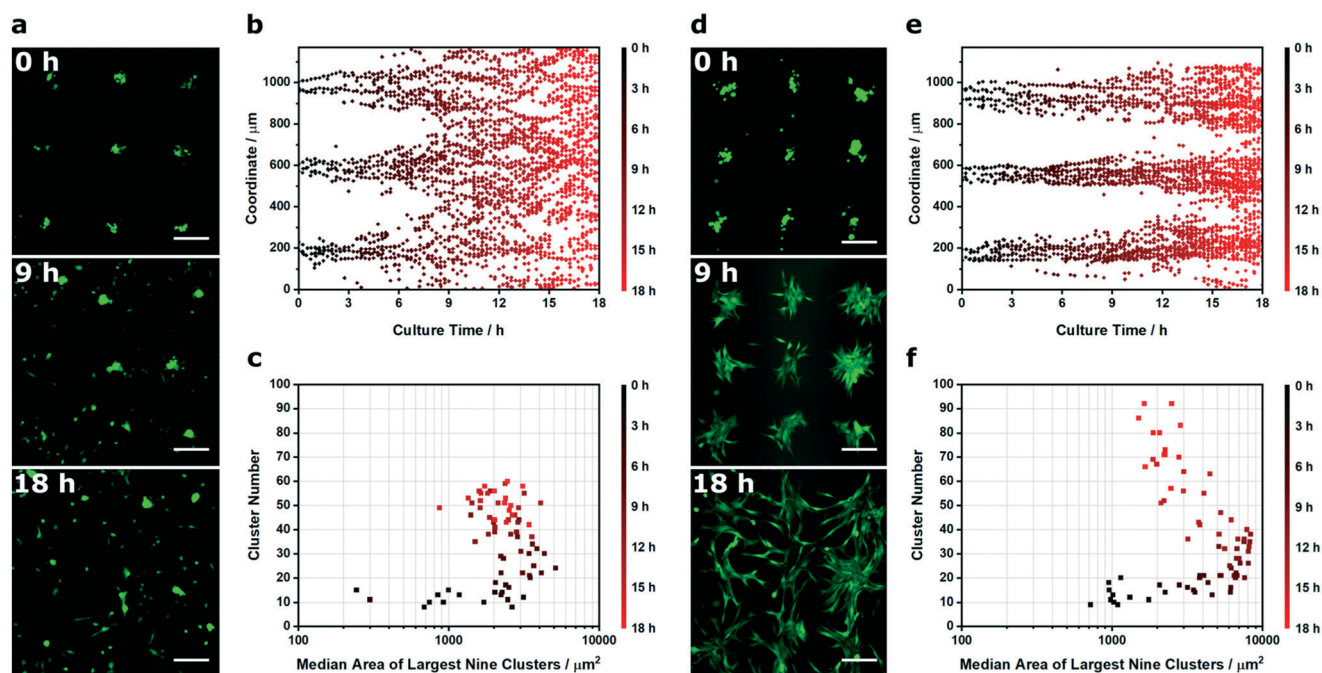 a
0 h
9 h
18 h
b
Coordinate / μm
1000
800
600
400
200
0
0 3 6 9 12 15 18
Culture Time / h
0 h
3 h
6 h
9 h
12 h
15 h
18 h
c
Cluster Number
100
90
80
70
60
50
40
30
20
10
0
100 1000 10000
Median Area of Largest Nine Clusters / μm²
0 h
3 h
6 h
9 h
12 h
15 h
18 h
d
0 h
9 h
18 h
e
Coordinate / μm
1000
800
600
400
200
0
0 3 6 9 12 15 18
Culture Time / h
0 h
3 h
6 h
9 h
12 h
15 h
18 h
f
Cluster Number
100
90
80
70
60
50
40
30
20
10
0
100 1000 10000
Median Area of Largest Nine Clusters / μm²
0 h
3 h
6 h
9 h
12 h
15 h
18 h